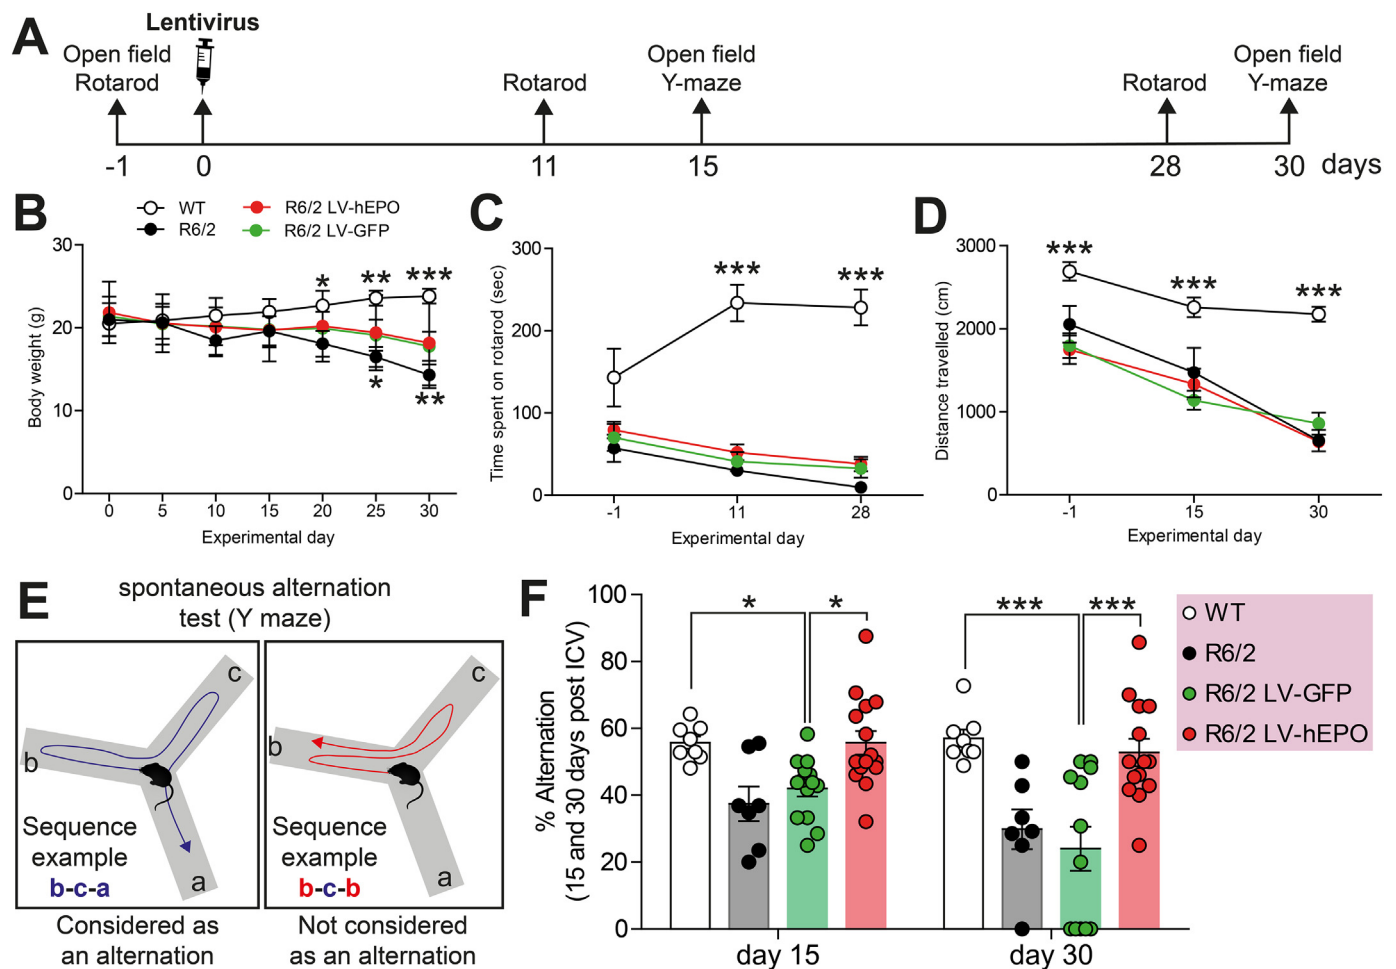 A
Lentivirus
Open field
Rotarod
Rotarod
Open field
Y-maze
Rotarod
Open field
Y-maze
-1 0 11 15 28 30 days
B
WT
R6/2
R6/2 LV-hEPO
R6/2 LV-GFP
Body weight (g)
30
20
10
0
* ** ***
*
**
0 5 10 15 20 25 30
Experimental day
C
Time spent on rotarod (sec)
300
200
100
0
*** ***
-1 11 28
Experimental day
D
Distance travelled (cm)
3000
2000
1000
0
*** *** ***
-1 15 30
Experimental day
E
spontaneous alternation
test (Y maze)
c
b
a
Sequence
example
b-c-a
Considered as
an alternation
c
b
a
Sequence
example
b-c-b
Not considered
as an alternation
F
% Alternation
(15 and 30 days post ICV)
100
80
60
40
20
0
* * *** ***
day 15 day 30
WT
R6/2
R6/2 LV-GFP
R6/2 LV-hEPO